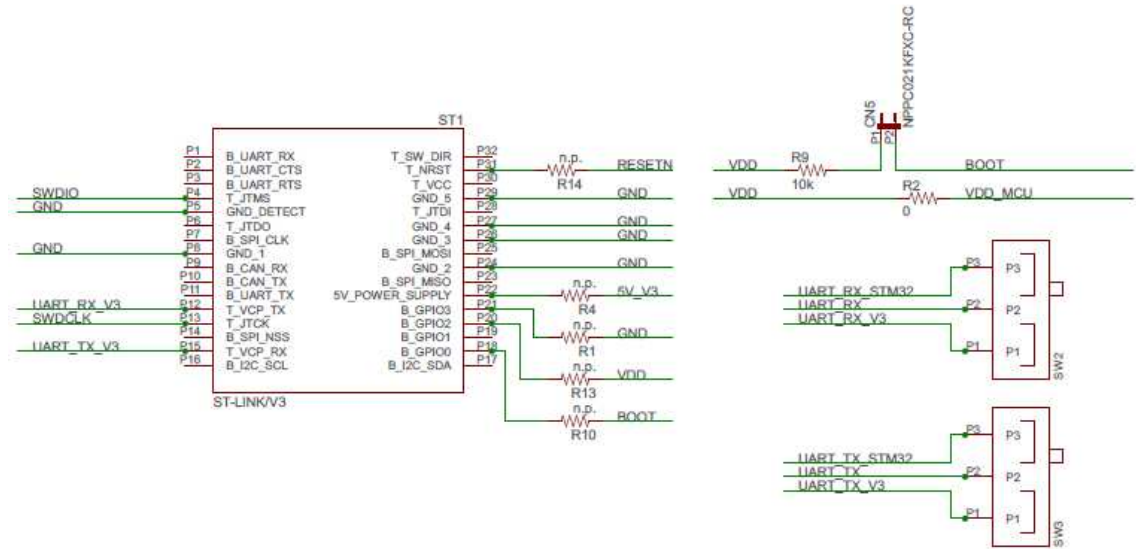 ST1
P1 B_UART_RX
P2 B_UART_CTS
P3 B_UART_RTS
SWDIO P4 T_JTMS
GND P5 GND_DETECT
P6 T_JTDO
P7 B_SPI_CLK
GND P8 GND_1
P9 B_CAN_RX
P10 B_CAN_TX
P11 B_UART_TX
UART_RX_V3 P12 T_VCP_TX
SWDCLK P13 T_JTCK
P14 B_SPI_NSS
UART_TX_V3 P15 T_VCP_RX
P16 B_I2C_SCL
T_SW_DIR P32
T_NRST P31 n.p. R14 RESETN
T_VCC P30
GND_5 P29 GND
T_JTDI P28
GND_4 P27 GND
GND_3 P26 GND
B_SPI_MOSI P25
GND_2 P24 GND
B_SPI_MISO P23
5V_POWER_SUPPLY P22 n.p. R4 5V_V3
B_GPIO3 P21 n.p. R1 GND
B_GPIO2 P20 n.p. R13 VDD
B_GPIO1 P19
B_GPIO0 P18 n.p. R10 BOOT
B_I2C_SDA P17
ST-LINK/V3
CN5 NPPC021KFXC-RC
P1 P2
VDD R9 10k BOOT
VDD R2 0 VDD_MCU
UART_RX_STM32 P3 P3
UART_RX P2 P2
UART_RX_V3 P1 P1
SW2
UART_TX_STM32 P3 P3
UART_TX P2 P2
UART_TX_V3 P1 P1
SW3